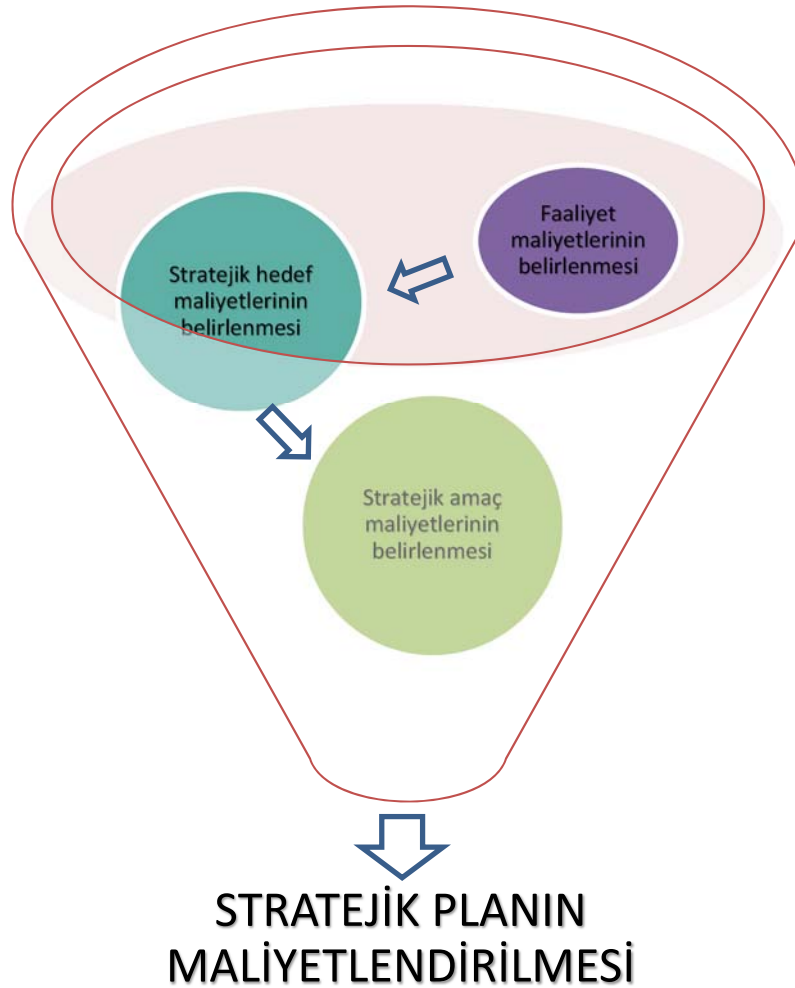 Faaliyet
maliyetlerinin
belirlenmesi
Stratejik hedef
maliyetlerinin
belirlenmesi
Stratejik amaç
maliyetlerinin
belirlenmesi
STRATEJİK PLANIN
MALİYETLENDİRİLMESİ